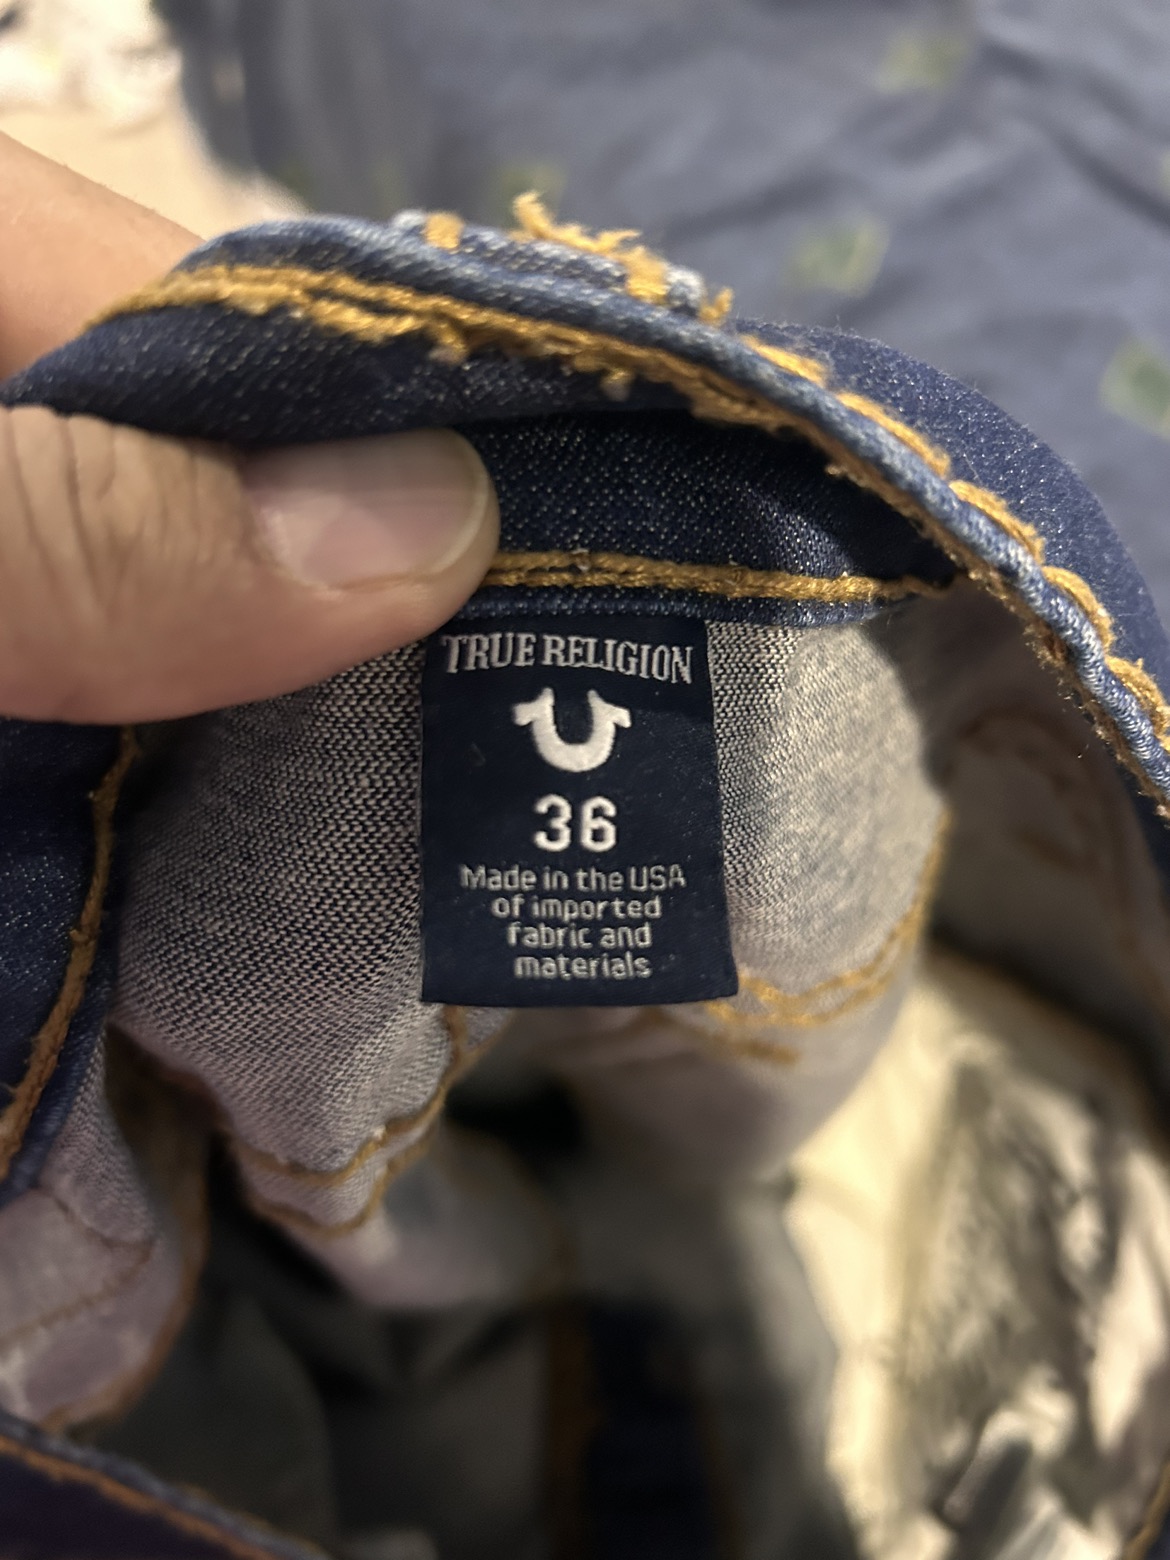 TRUE RELIGION
36
Made in the USA
of imported
fabric and
materials